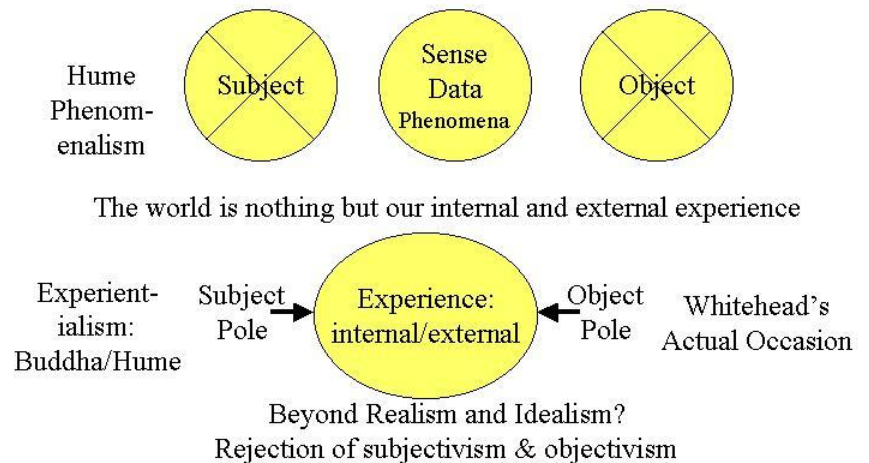 Hume
Phenom-
enalism
Subject
Sense
Data
Phenomena
Object
The world is nothing but our internal and external experience
Experient-
ialism:
Buddha/Hume
Subject
Pole
Experience:
internal/external
Object
Pole
Whitehead's
Actual Occasion
Beyond Realism and Idealism?
Rejection of subjectivism & objectivism